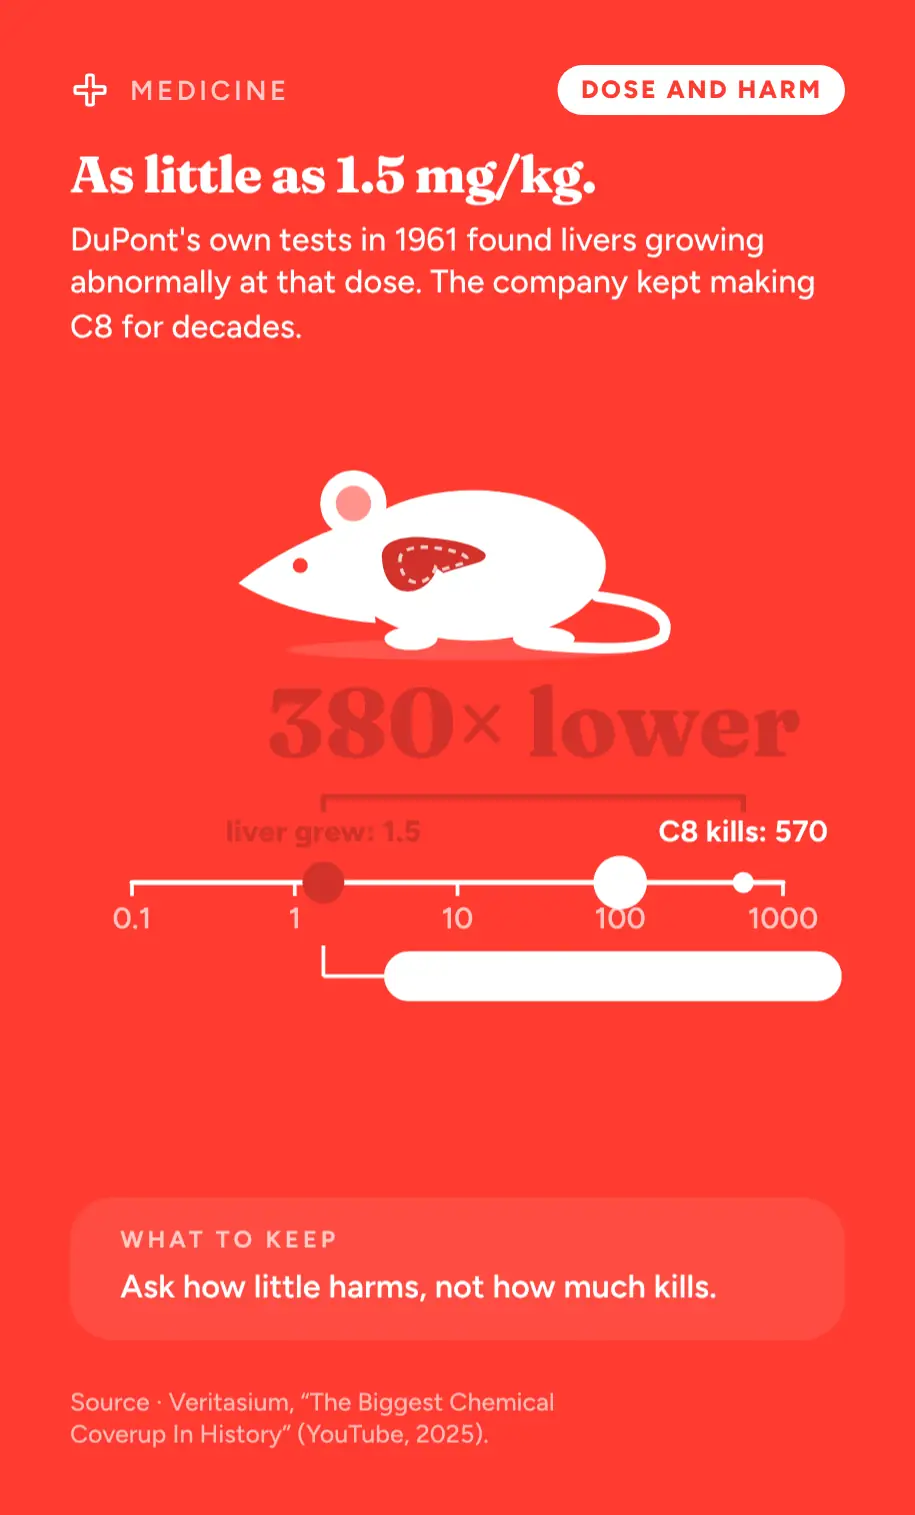 MEDICINE
DOSE AND HARM
As little as 1.5 mg/kg.
DuPont's own tests in 1961 found livers growing
abnormally at that dose. The company kept making
C8 for decades.
380× lower
liver grew: 1.5
C8 kills: 570
0.1 1 10 100 1000
WHAT TO KEEP
Ask how little harms, not how much kills.
Source · Veritasium, “The Biggest Chemical
Coverup In History” (YouTube, 2025).